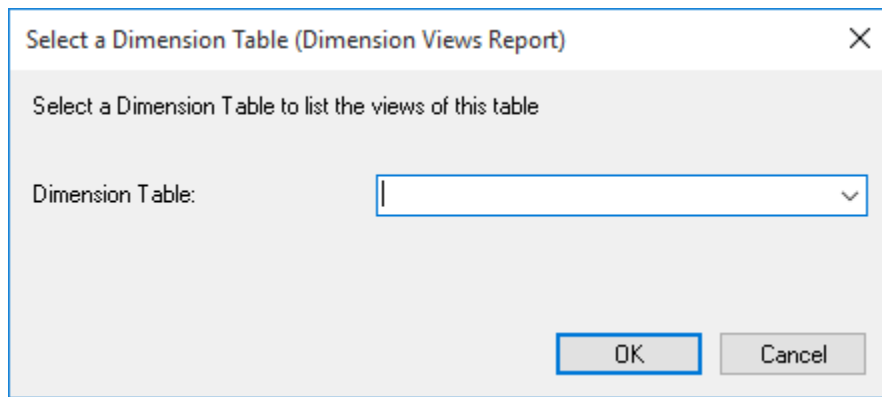 Select a Dimension Table (Dimension Views Report)
Select a Dimension Table to list the views of this table
Dimension Table:
OK Cancel